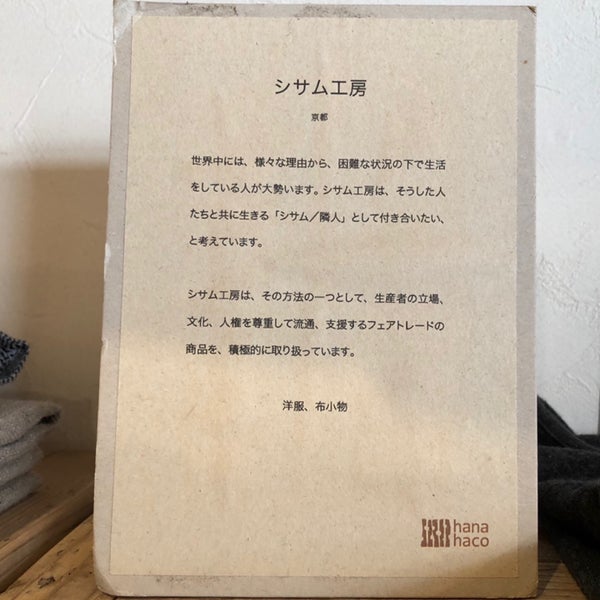 シサム工房
京都
世界中には、様々な理由から、困難な状況の下で生活
をしている人が大勢います。シサム工房は、そうした人
たちと共に生きる「シサム／隣人」として付き合いたい、
と考えています。
シサム工房は、その方法の一つとして、生産者の立場、
文化、人権を尊重して流通、支援するフェアトレードの
商品を、積極的に取り扱っています。
洋服、布小物
hana
haco